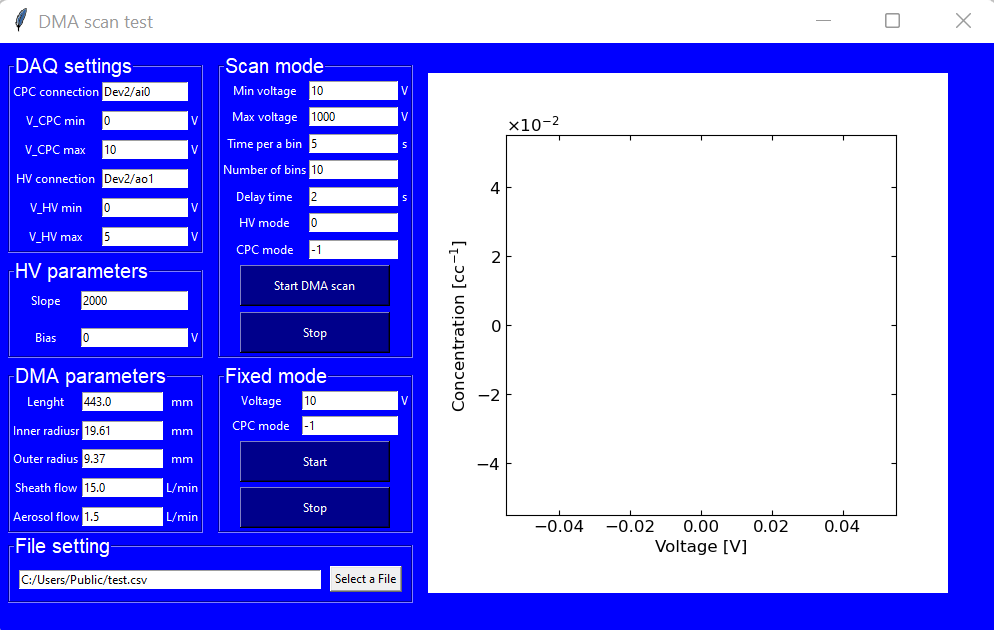 DMA scan test
DAQ settings
CPC connection Dev2/ai0
V_CPC min 0 V
V_CPC max 10 V
HV connection Dev2/ao1
V_HV min 0 V
V_HV max 5 V
HV parameters
Slope 2000
Bias 0 V
DMA parameters
Lenght 443.0 mm
Inner radiusr 19.61 mm
Outer radius 9.37 mm
Sheath flow 15.0 L/min
Aerosol flow 1.5 L/min
Scan mode
Min voltage 10 V
Max voltage 1000 V
Time per a bin 5 s
Number of bins 10
Delay time 2 s
HV mode 0
CPC mode -1
Start DMA scan
Stop
Fixed mode
Voltage 10 V
CPC mode -1
Start
Stop
File setting
C:/Users/Public/test.csv Select a File
×10⁻²
4
2
0
−2
−4
Concentration [cc⁻¹]
−0.04 −0.02 0.00 0.02 0.04
Voltage [V]